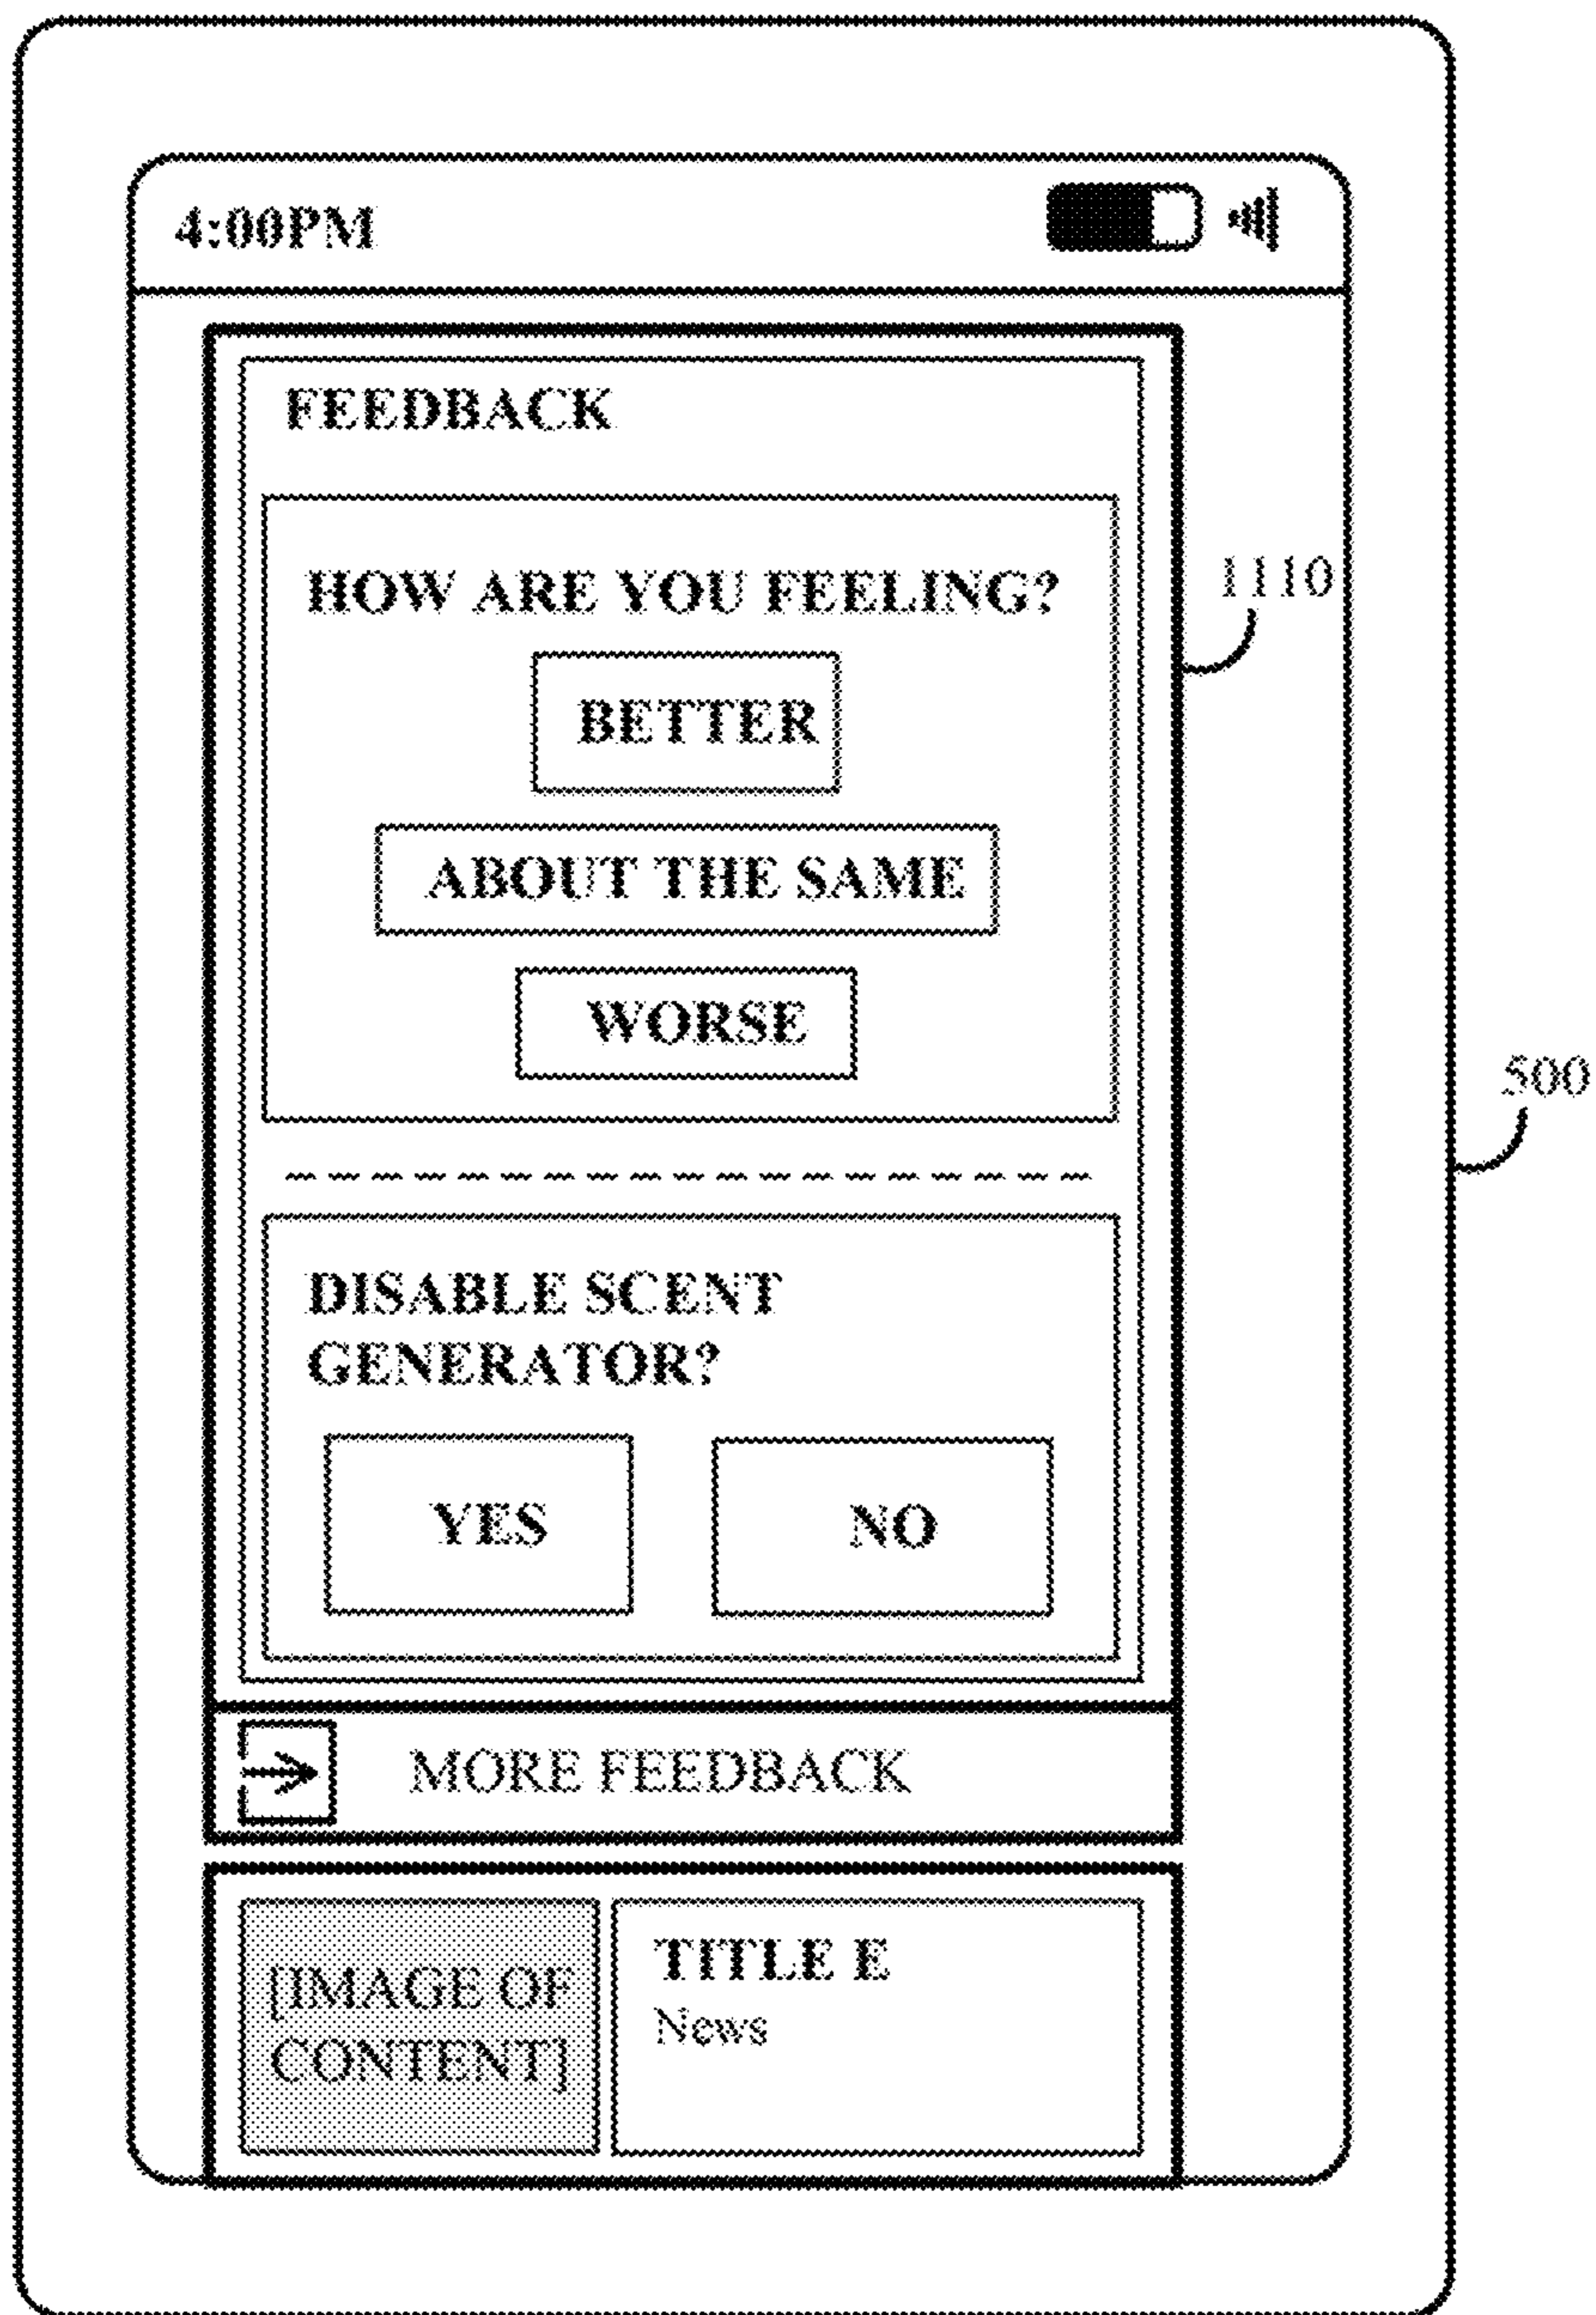 4:00PM
FEEDBACK
HOW ARE YOU FEELING?
1110
BETTER
ABOUT THE SAME
WORSE
500
DISABLE SCENT
GENERATOR?
YES
NO
MORE FEEDBACK
[IMAGE OF
CONTENT]
TITLE E
News